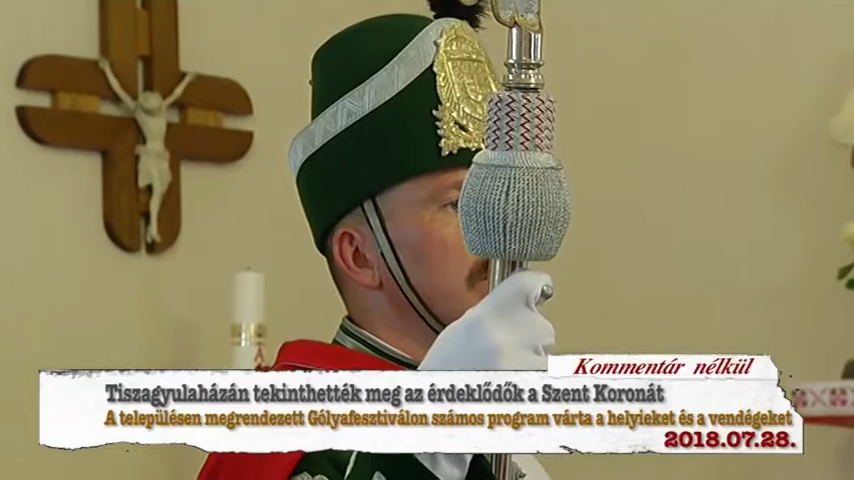 Kommentár nélkül
Tiszagyulaházán tekinthették meg az érdeklődők a Szent Koronát
A településen megrendezett Gólyafesztiválon számos program várta a helyieket és a vendégeket
2018.07.28.